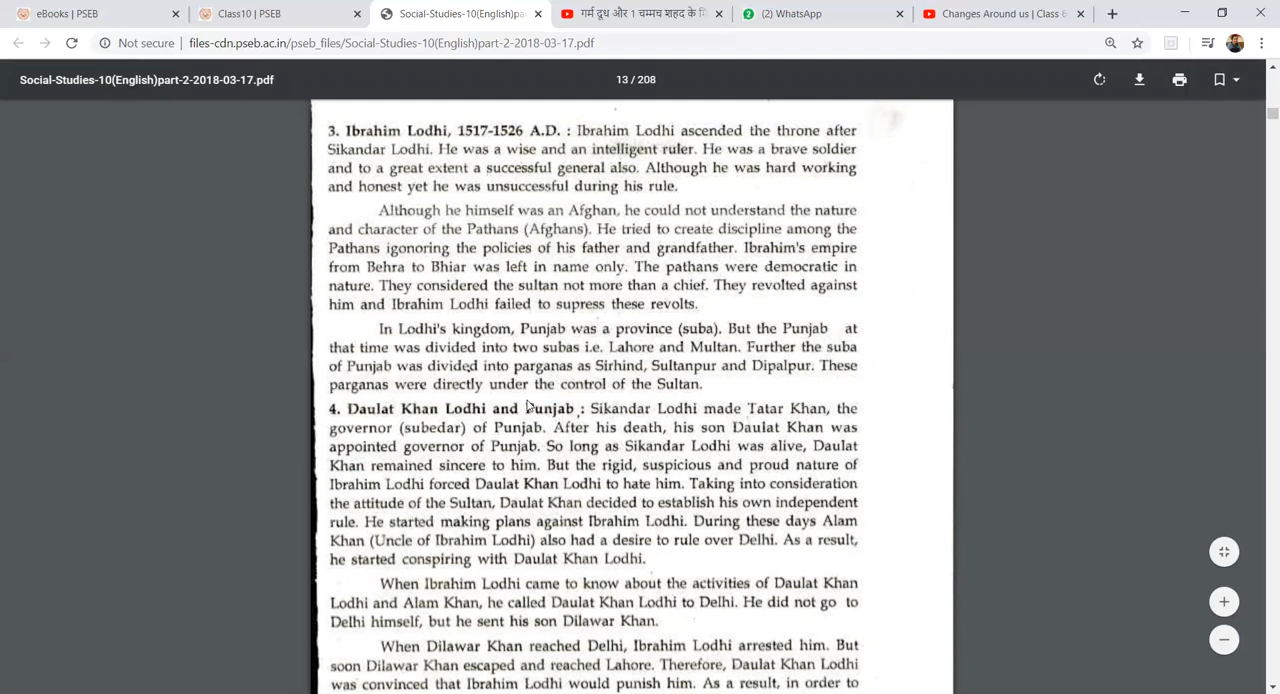 eBooks | PSEB
Class10 | PSEB
Social-Studies-10(English)par
गर्म दूध और 1 चम्मच शहद के
(2) WhatsApp
Changes Around us | Class 6
Not secure | files-cdn.pseb.ac.in/pseb_files/Social-Studies-10(English)part-2-2018-03-17.pdf
Social-Studies-10(English)part-2-2018-03-17.pdf
13 / 208
3. Ibrahim Lodhi, 1517-1526 A.D. : Ibrahim Lodhi ascended the throne after
Sikandar Lodhi. He was a wise and an intelligent ruler. He was a brave soldier
and to a great extent a successful general also. Although he was hard working
and honest yet he was unsuccessful during his rule.
Although he himself was an Afghan, he could not understand the nature
and character of the Pathans (Afghans). He tried to create discipline among the
Pathans igonoring the policies of his father and grandfather. Ibrahim's empire
from Behra to Bhiar was left in name only. The pathans were democratic in
nature. They considered the sultan not more than a chief. They revolted against
him and Ibrahim Lodhi failed to supress these revolts.
In Lodhi's kingdom, Punjab was a province (suba). But the Punjab at
that time was divided into two subas i.e. Lahore and Multan. Further the suba
of Punjab was divided into parganas as Sirhind, Sultanpur and Dipalpur. These
parganas were directly under the control of the Sultan.
4. Daulat Khan Lodhi and Punjab : Sikandar Lodhi made Tatar Khan, the
governor (subedar) of Punjab. After his death, his son Daulat Khan was
appointed governor of Punjab. So long as Sikandar Lodhi was alive, Daulat
Khan remained sincere to him. But the rigid, suspicious and proud nature of
Ibrahim Lodhi forced Daulat Khan Lodhi to hate him. Taking into consideration
the attitude of the Sultan, Daulat Khan decided to establish his own independent
rule. He started making plans against Ibrahim Lodhi. During these days Alam
Khan (Uncle of Ibrahim Lodhi) also had a desire to rule over Delhi. As a result,
he started conspiring with Daulat Khan Lodhi.
When Ibrahim Lodhi came to know about the activities of Daulat Khan
Lodhi and Alam Khan, he called Daulat Khan Lodhi to Delhi. He did not go to
Delhi himself, but he sent his son Dilawar Khan.
When Dilawar Khan reached Delhi, Ibrahim Lodhi arrested him. But
soon Dilawar Khan escaped and reached Lahore. Therefore, Daulat Khan Lodhi
was convinced that Ibrahim Lodhi would punish him. As a result, in order to